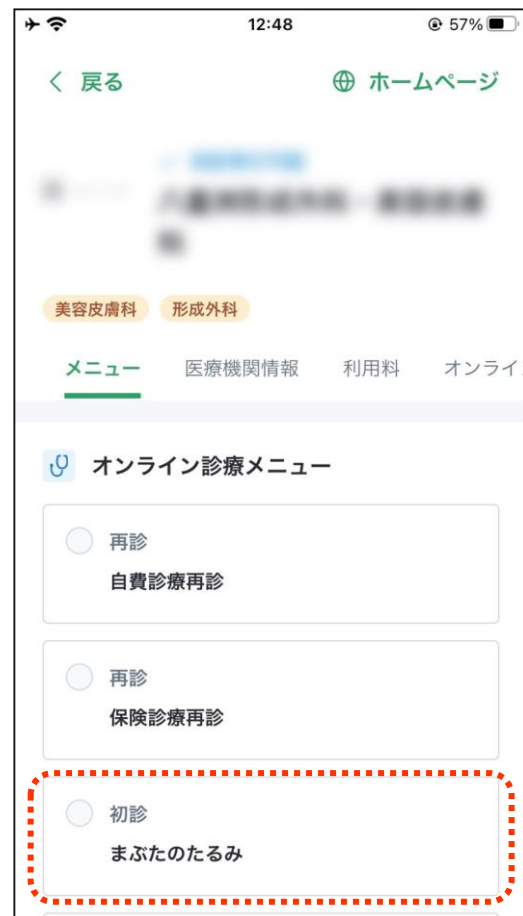 12:48
57%
戻る
ホームページ
美容皮膚科
形成外科
メニュー
医療機関情報
利用料
オンライ
オンライン診療メニュー
再診
自費診療再診
再診
保険診療再診
初診
まぶたのたるみ